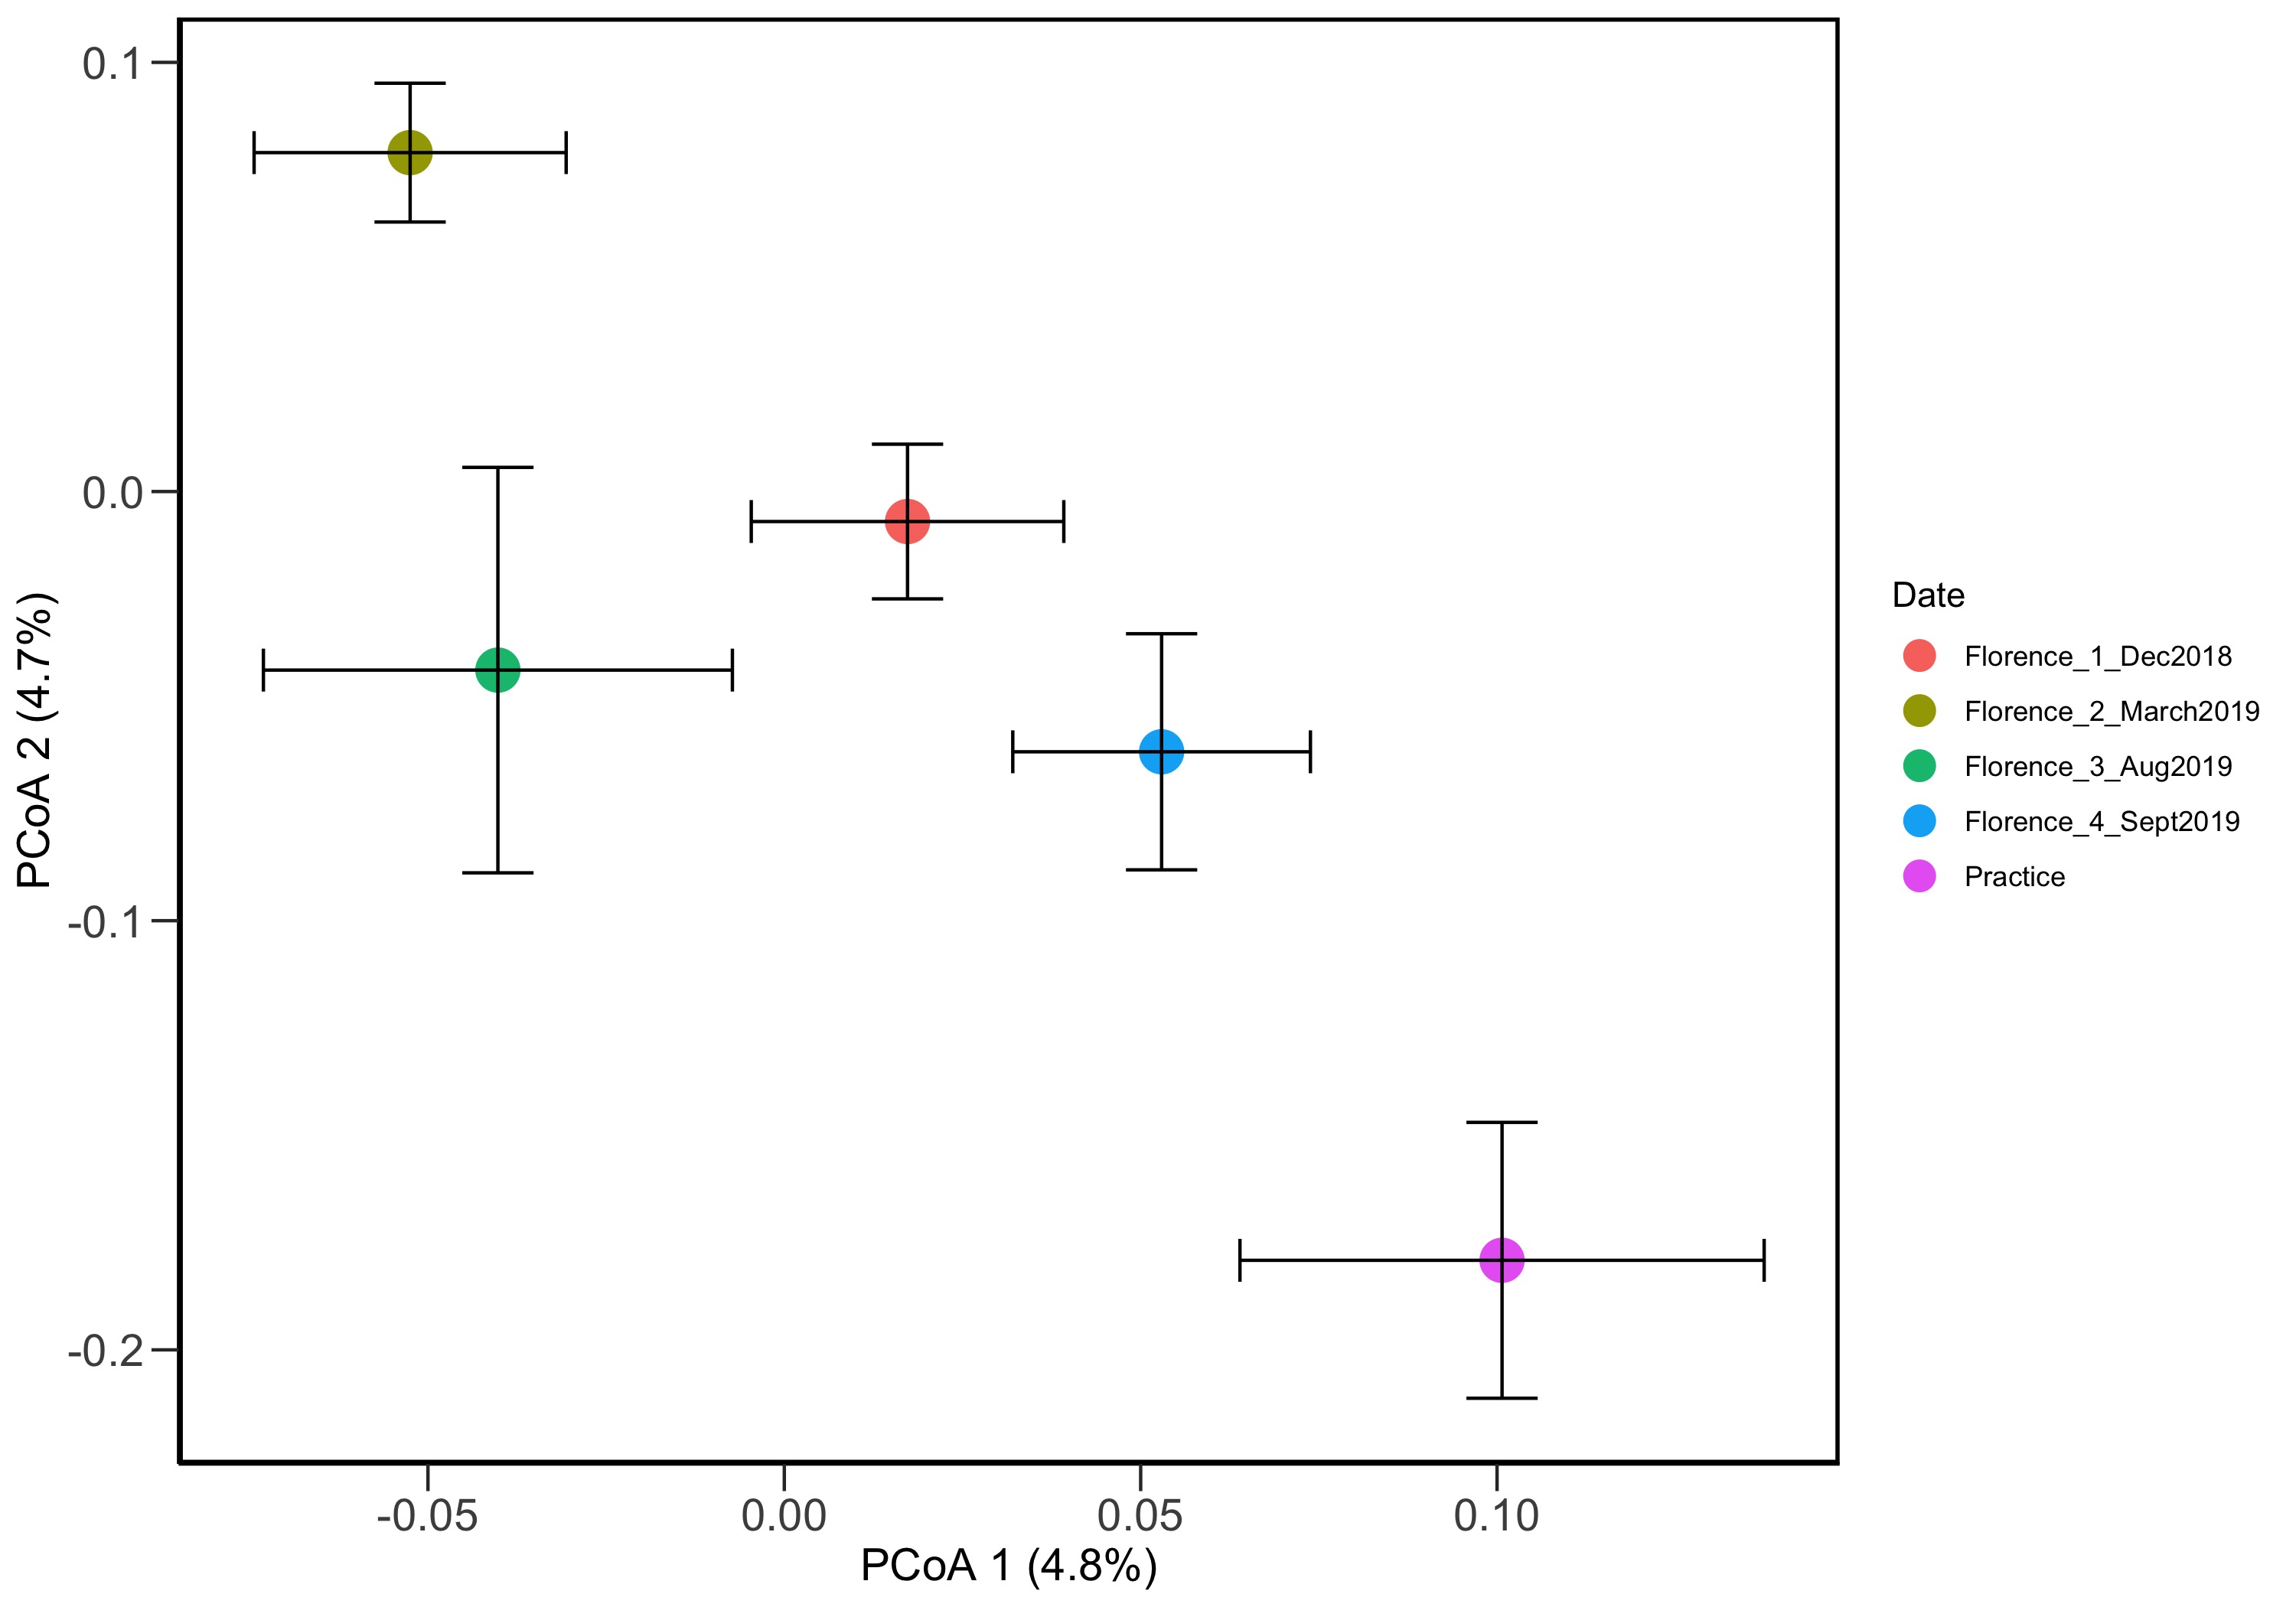 0.1
0.0
-0.1
-0.2
PCoA 2 (4.7%)
-0.05
0.00
0.05
0.10
PCoA 1 (4.8%)
Date
Florence_1_Dec2018
Florence_2_March2019
Florence_3_Aug2019
Florence_4_Sept2019
Practice